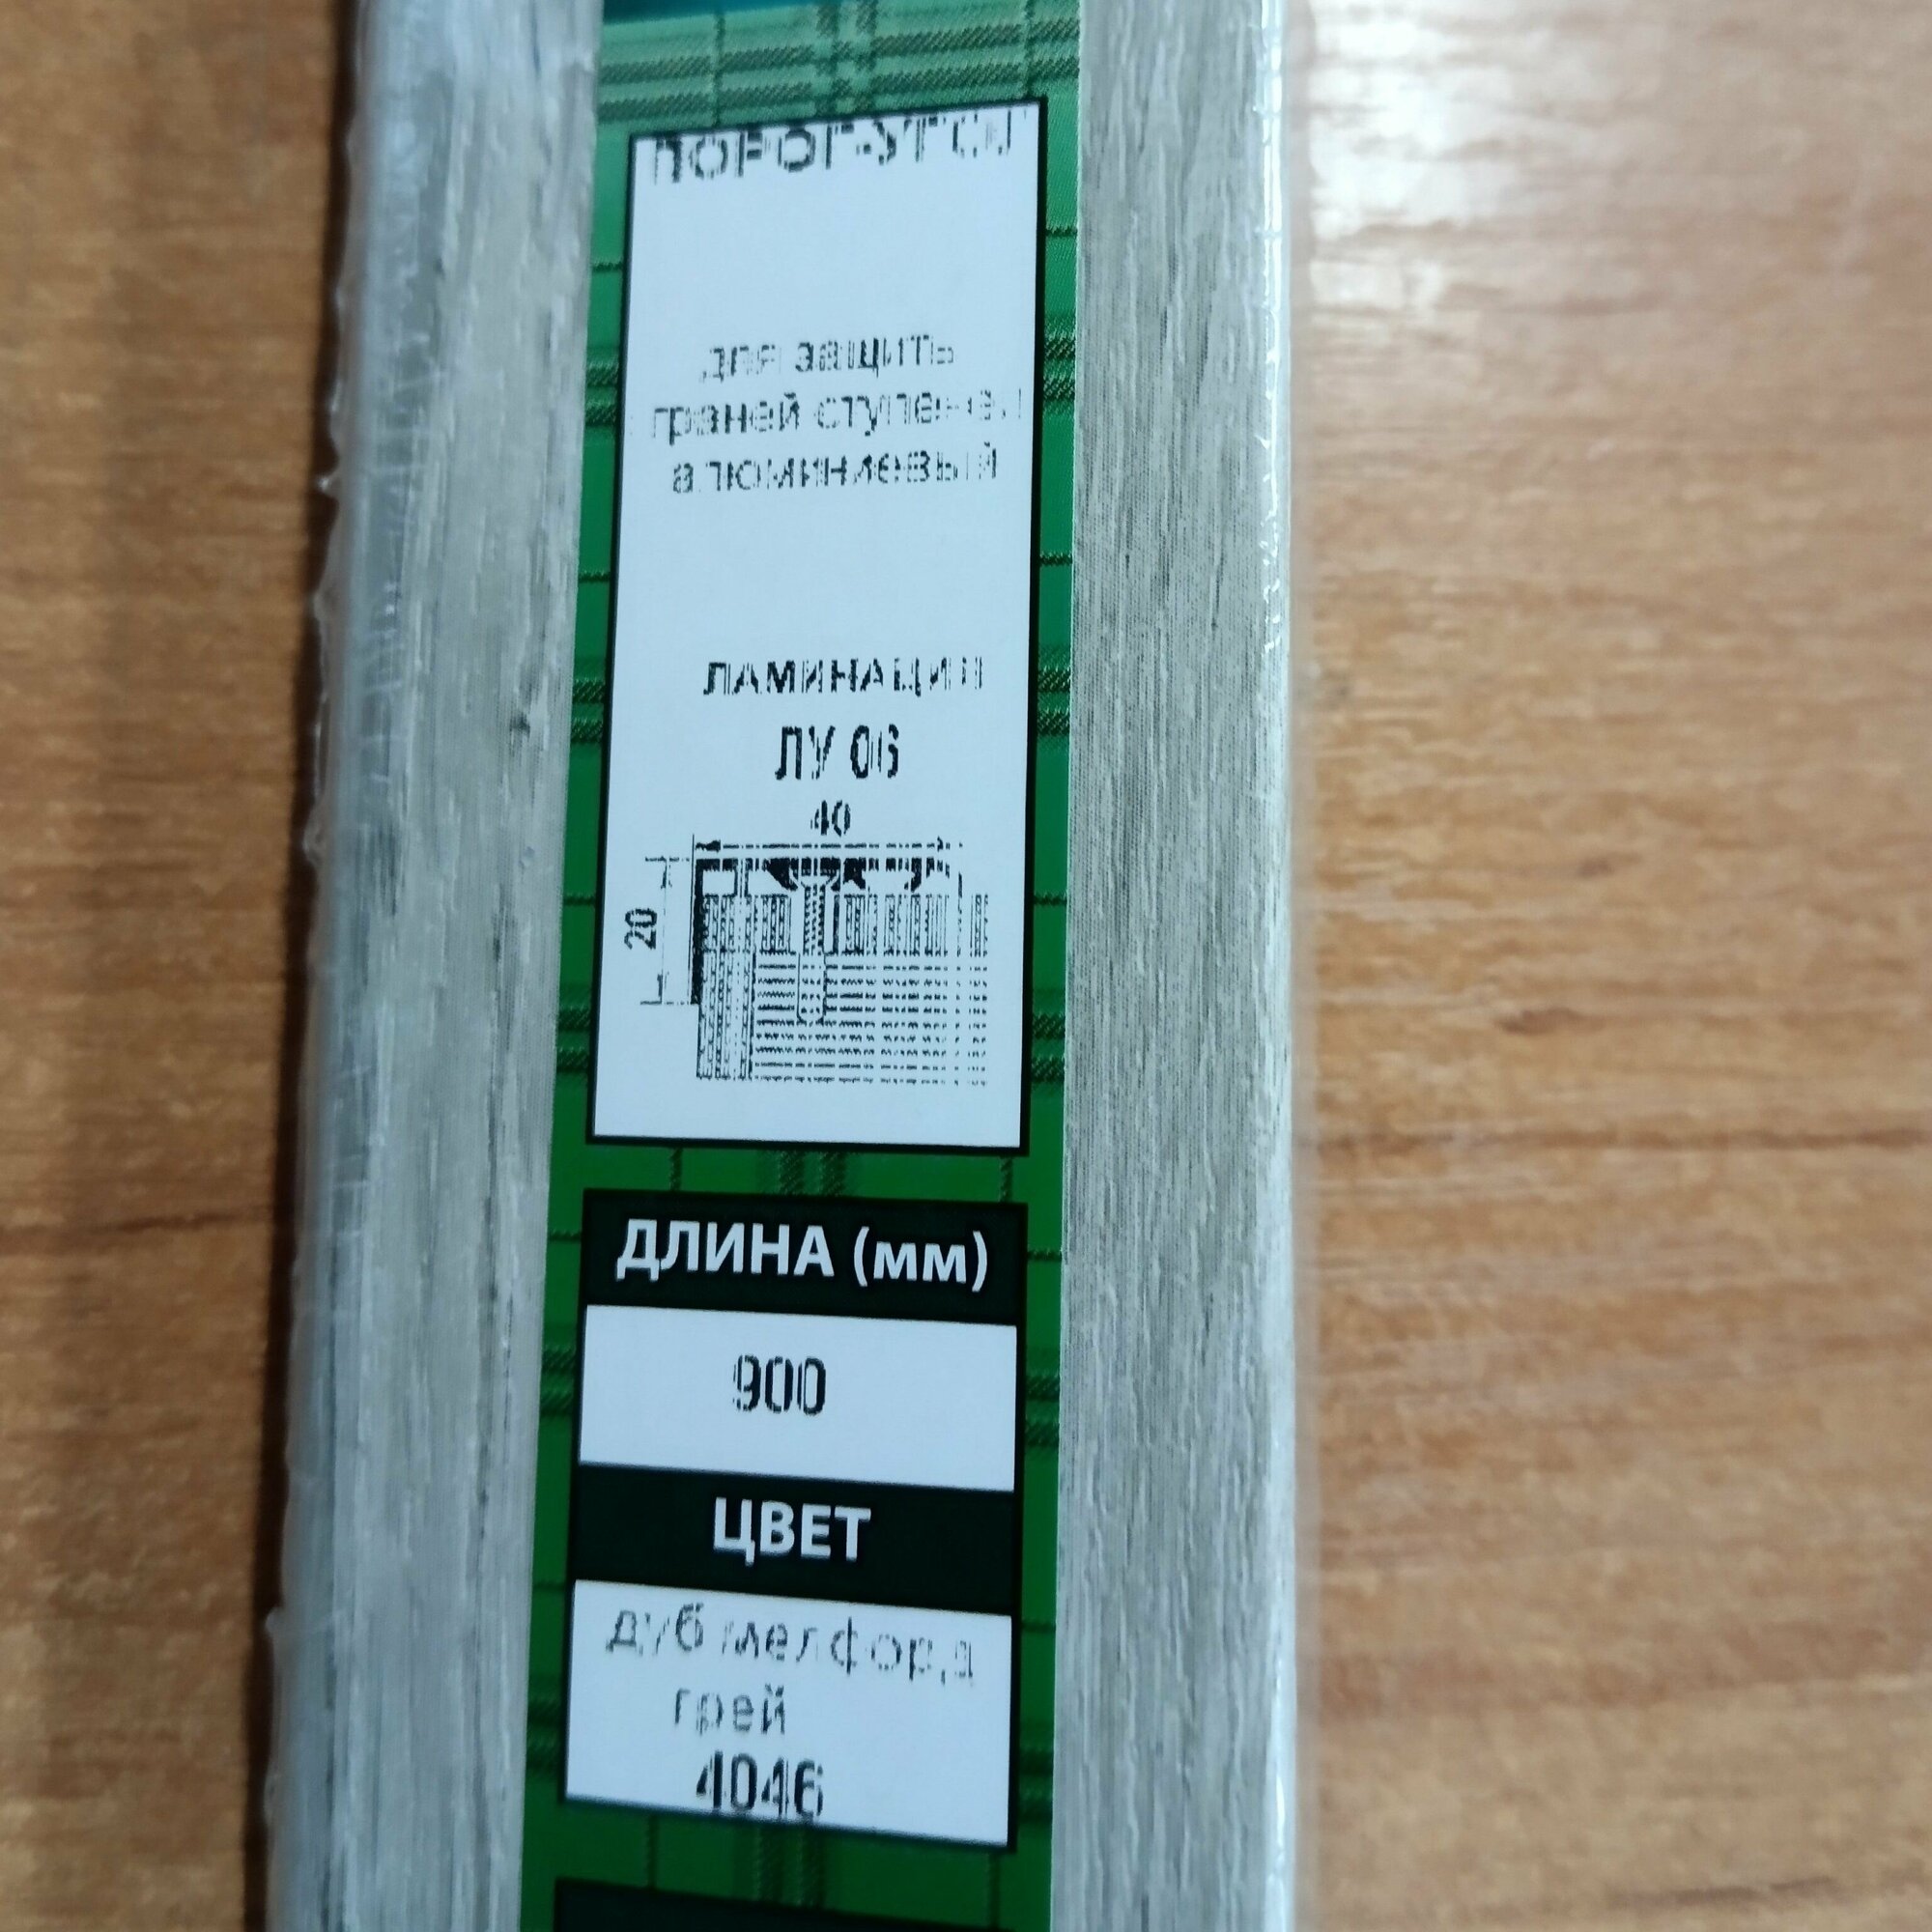 ПОРОГ-УГОЛ
для защиты
граней ступеней
алюминиевый
ЛАМИНАЦИЯ
ЛУ 06
40
20
ДЛИНА (мм)
900
ЦВЕТ
дуб мелфорд
грей
4046